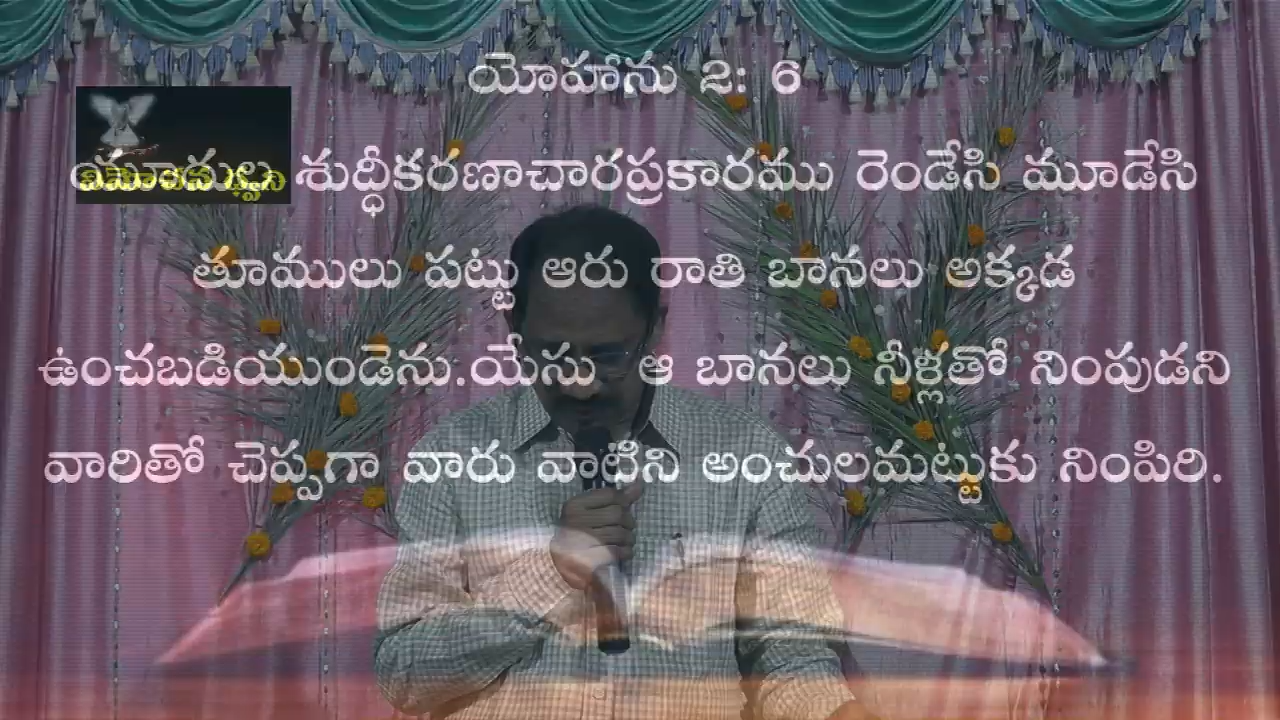 యోహాను 2: 6
యూదుల శుద్ధీకరణాచారప్రకారము రెండేసి మూడేసి
తూములు పట్టు ఆరు రాతి బానలు అక్కడ
ఉంచబడియుండెను.యేసు ఆ బానలు నీళ్లతో నింపుడని
వారితో చెప్పగా వారు వాటిని అంచులమట్టుకు నింపిరి.